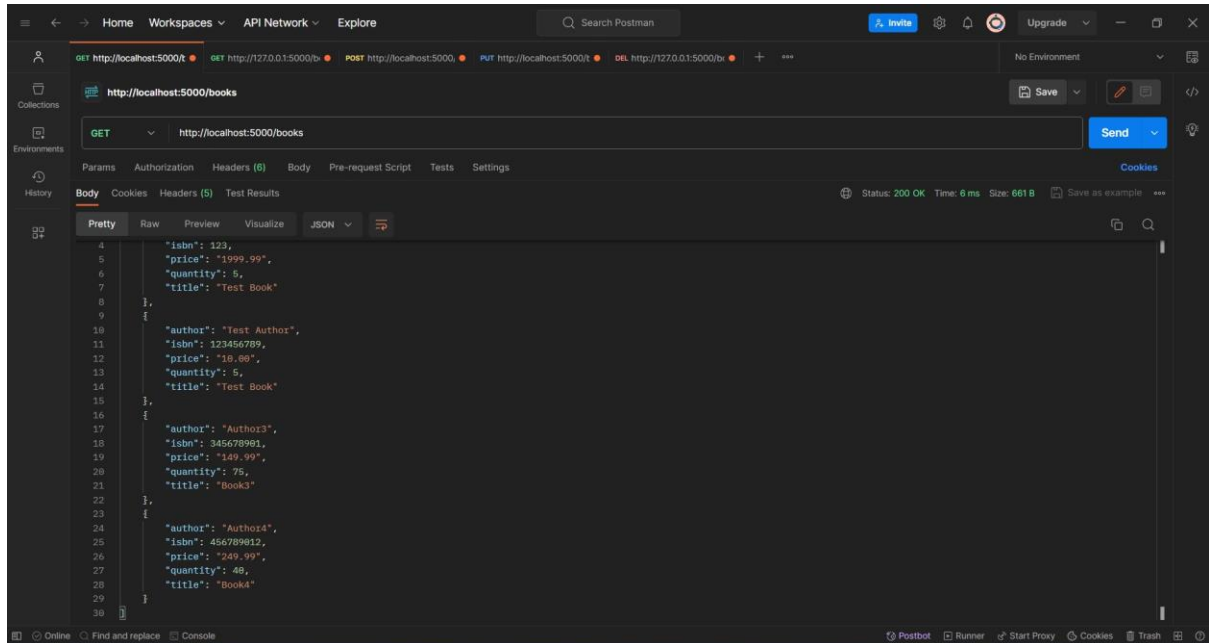 Home Workspaces API Network Explore Search Postman Invite Upgrade
GET http://localhost:5000/t GET http://127.0.0.1:5000/b POST http://localhost:5000, PUT http://localhost:5000/t DEL http://127.0.0.1:5000/b + No Environment
HTTP http://localhost:5000/books Save
Collections
GET http://localhost:5000/books Send
Environments
Params Authorization Headers (6) Body Pre-request Script Tests Settings Cookies
History
Body Cookies Headers (5) Test Results Status: 200 OK Time: 6 ms Size: 661 B Save as example
Pretty Raw Preview Visualize JSON
4 "isbn": 123,
5 "price": "1999.99",
6 "quantity": 5,
7 "title": "Test Book"
8 },
9 {
10 "author": "Test Author",
11 "isbn": 123456789,
12 "price": "10.00",
13 "quantity": 5,
14 "title": "Test Book"
15 },
16 {
17 "author": "Author3",
18 "isbn": 345678901,
19 "price": "149.99",
20 "quantity": 75,
21 "title": "Book3"
22 },
23 {
24 "author": "Author4",
25 "isbn": 456789012,
26 "price": "249.99",
27 "quantity": 40,
28 "title": "Book4"
29 }
30 ]
Online Find and replace Console Postbot Runner Start Proxy Cookies Trash